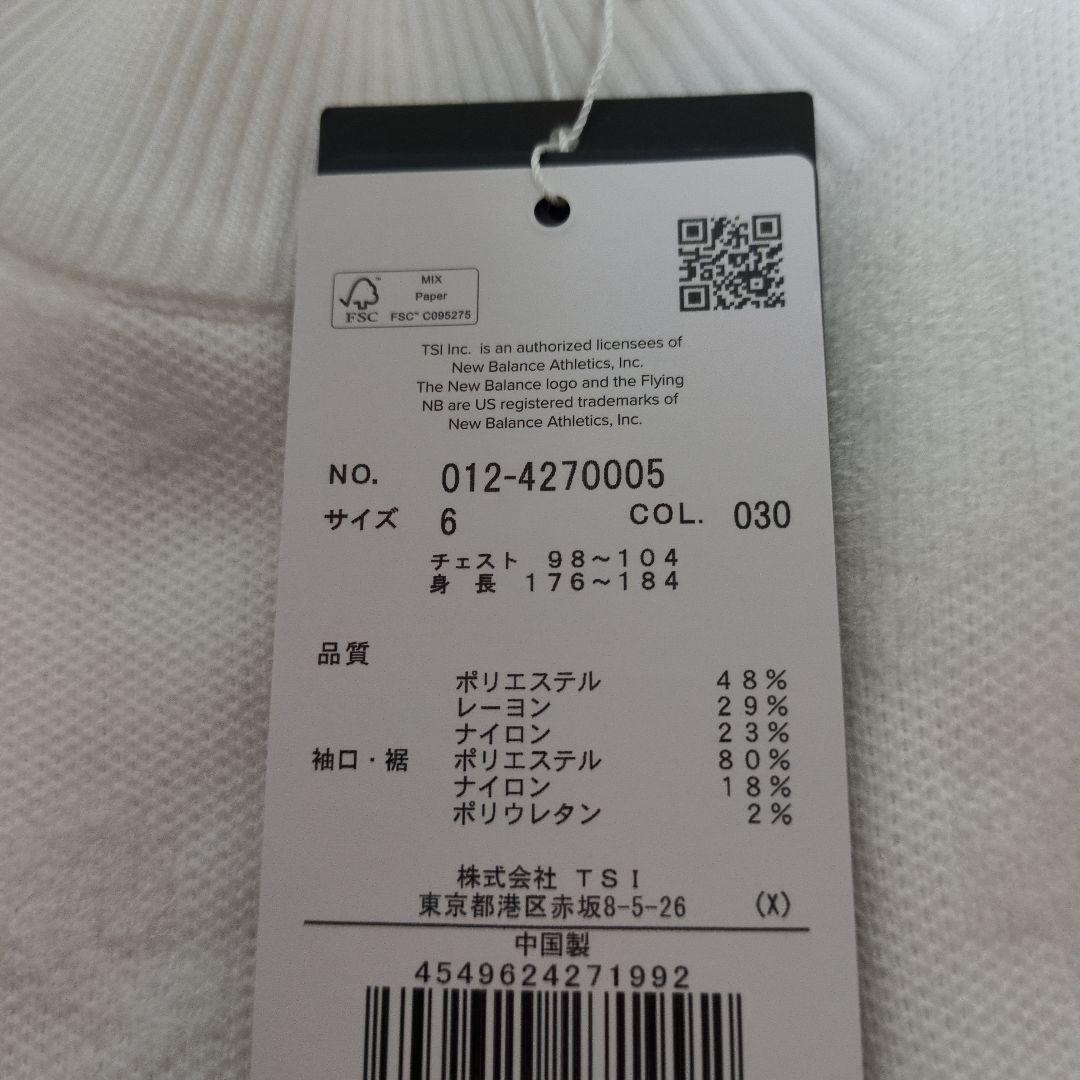 MIX
Paper
FSC™ C095275
FSC
TSI Inc. is an authorized licensees of
New Balance Athletics, Inc.
The New Balance logo and the Flying
NB are US registered trademarks of
New Balance Athletics, Inc.
NO. 012-4270005
サイズ 6 COL. 030
チェスト 98~104
身長 176~184
品質
ポリエステル 48%
レーヨン 29%
ナイロン 23%
袖口・裾 ポリエステル 80%
ナイロン 18%
ポリウレタン 2%
株式会社 TSI
東京都港区赤坂8-5-26 (X)
中国製
4549624271992